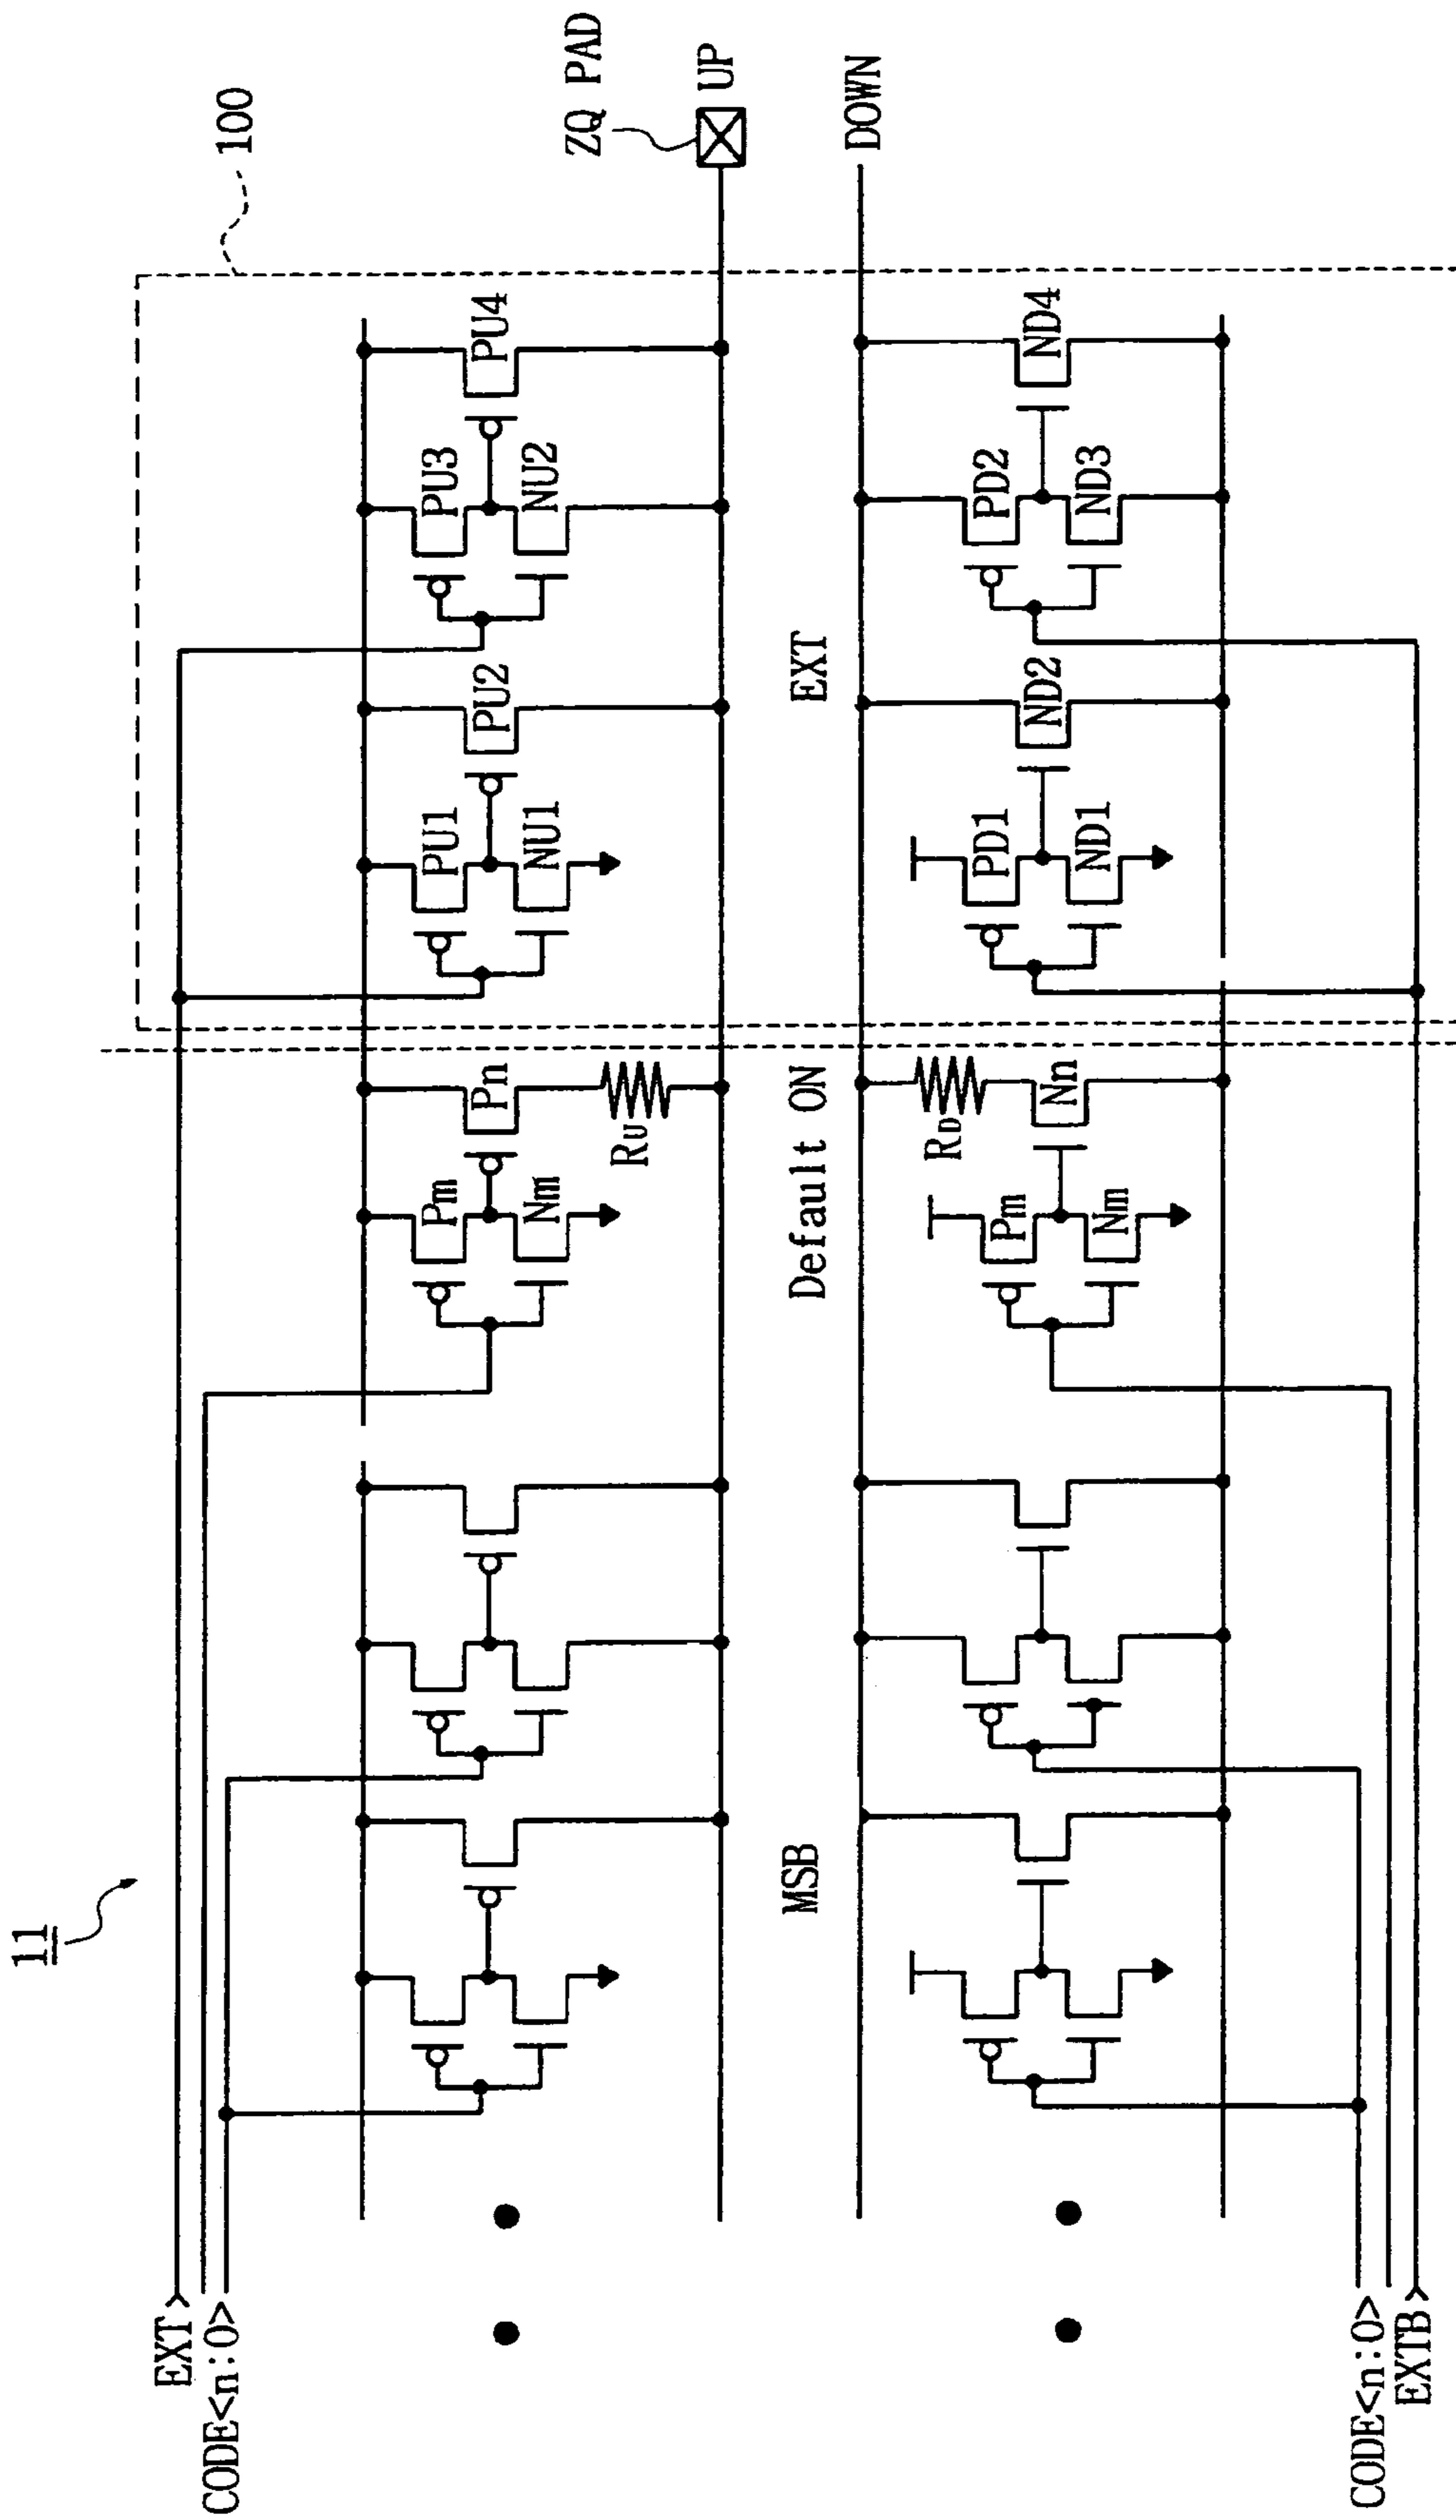 11
100
EXT
CODE<n:0>
PU1
NU1
PU2
PU3
NU2
PU4
Pm
Nm
Pn
RU
ZQ PAD
UP
MSB
Default ON
EXT
DOWN
RD
Pm
Nm
Nn
PD1
ND1
ND2
PD2
ND3
ND4
CODE<n:0>
EXTB